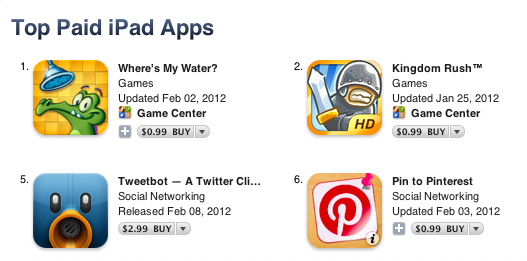 Top Paid iPad Apps
1.
Where's My Water?
Games
Updated Feb 02, 2012
Game Center
$0.99 BUY
2.
HD
Kingdom Rush™
Games
Updated Jan 25, 2012
Game Center
$0.99 BUY
5.
Tweetbot — A Twitter Cli...
Social Networking
Released Feb 08, 2012
$2.99 BUY
6.
Pin to Pinterest
Social Networking
Updated Feb 03, 2012
$0.99 BUY